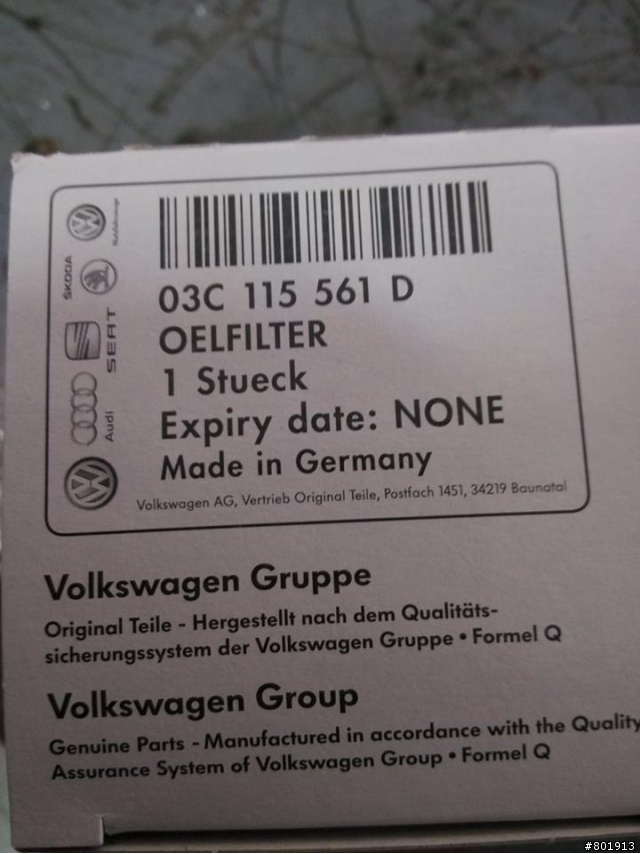 03C 115 561 D
OELFILTER
1 Stueck
Expiry date: NONE
Made in Germany
Volkswagen AG, Vertrieb Original Teile, Postfach 1451, 34219 Baunatal
ŠKODA
SEAT
Audi
Volkswagen Gruppe
Original Teile - Hergestellt nach dem Qualitäts-
sicherungssystem der Volkswagen Gruppe • Formel Q
Volkswagen Group
Genuine Parts - Manufactured in accordance with the Quality
Assurance System of Volkswagen Group • Formel Q
#801913